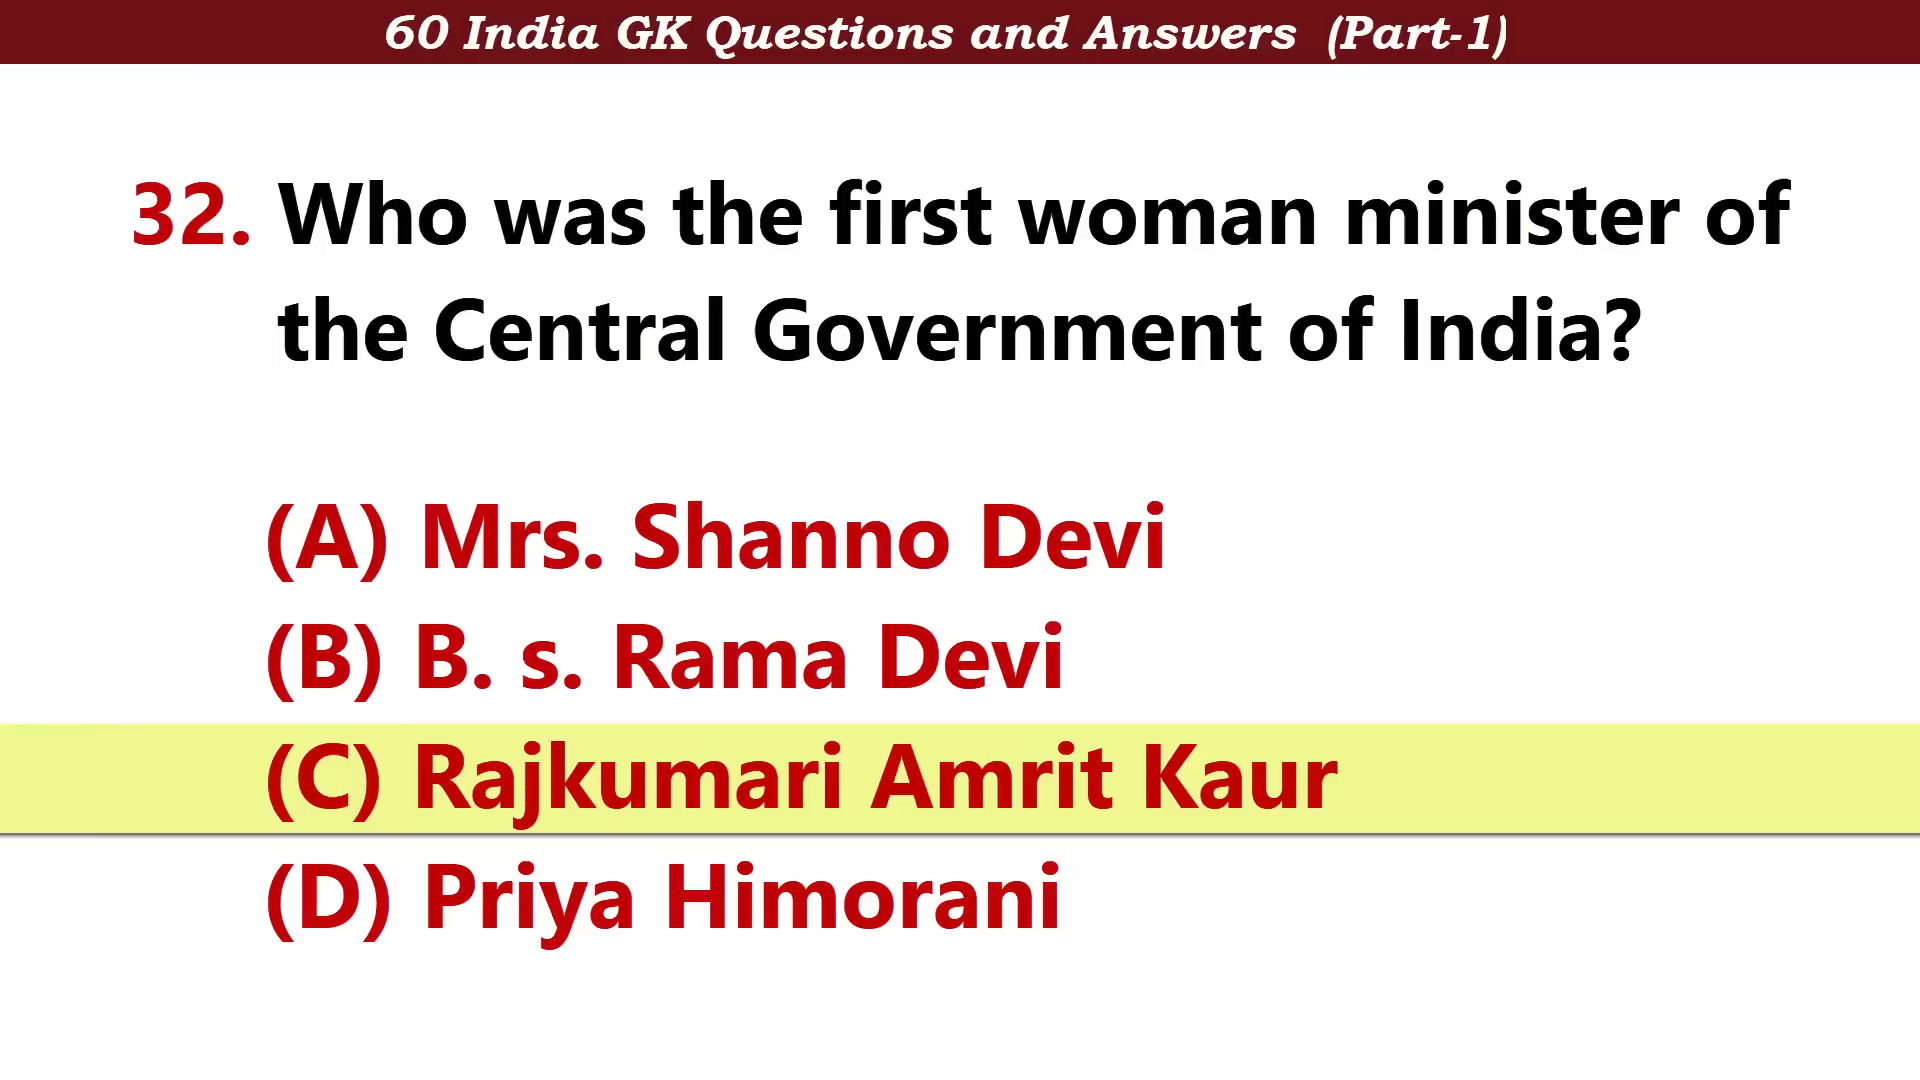 60 India GK Questions and Answers (Part-1)
32. Who was the first woman minister of
the Central Government of India?
(A) Mrs. Shanno Devi
(B) B. s. Rama Devi
(C) Rajkumari Amrit Kaur
(D) Priya Himorani